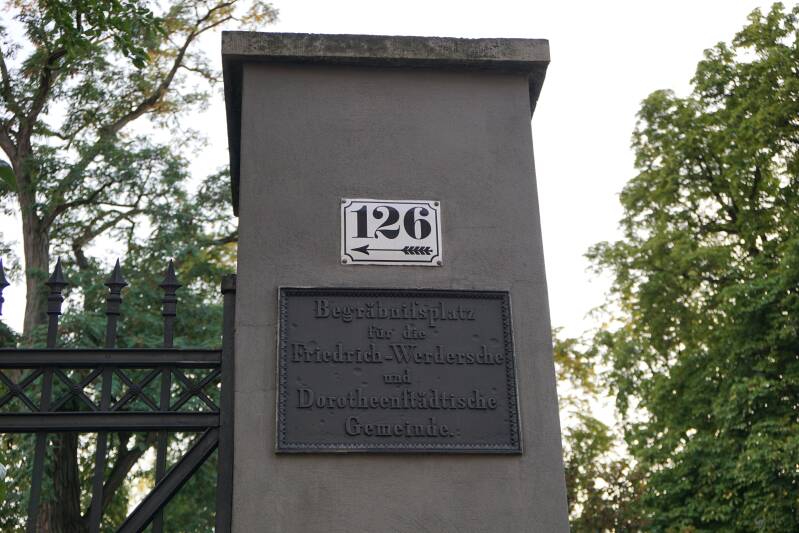 126
Begräbniſsplatz
für die
Friedrich-Werdersche
und
Dorotheenſtädtische
Gemeinde.